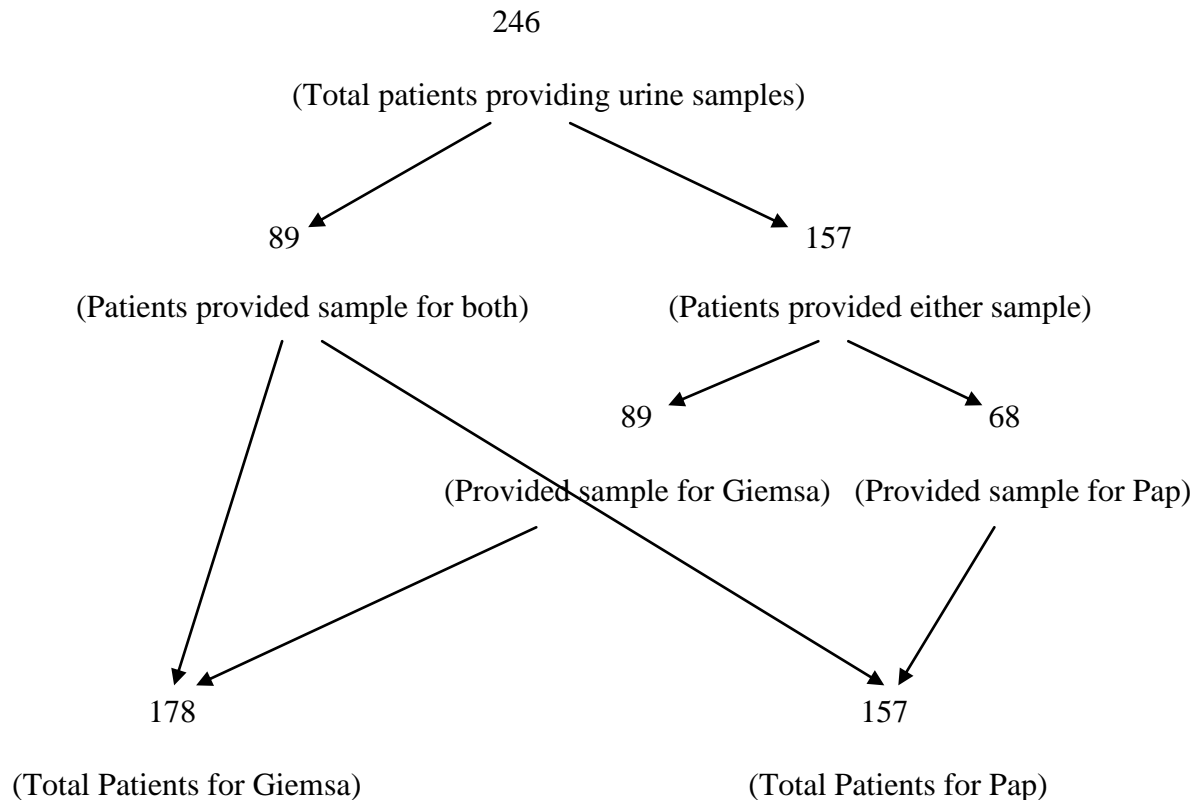 246
(Total patients providing urine samples)
89 157
(Patients provided sample for both) (Patients provided either sample)
89 68
(Provided sample for Giemsa) (Provided sample for Pap)
178 157
(Total Patients for Giemsa) (Total Patients for Pap)